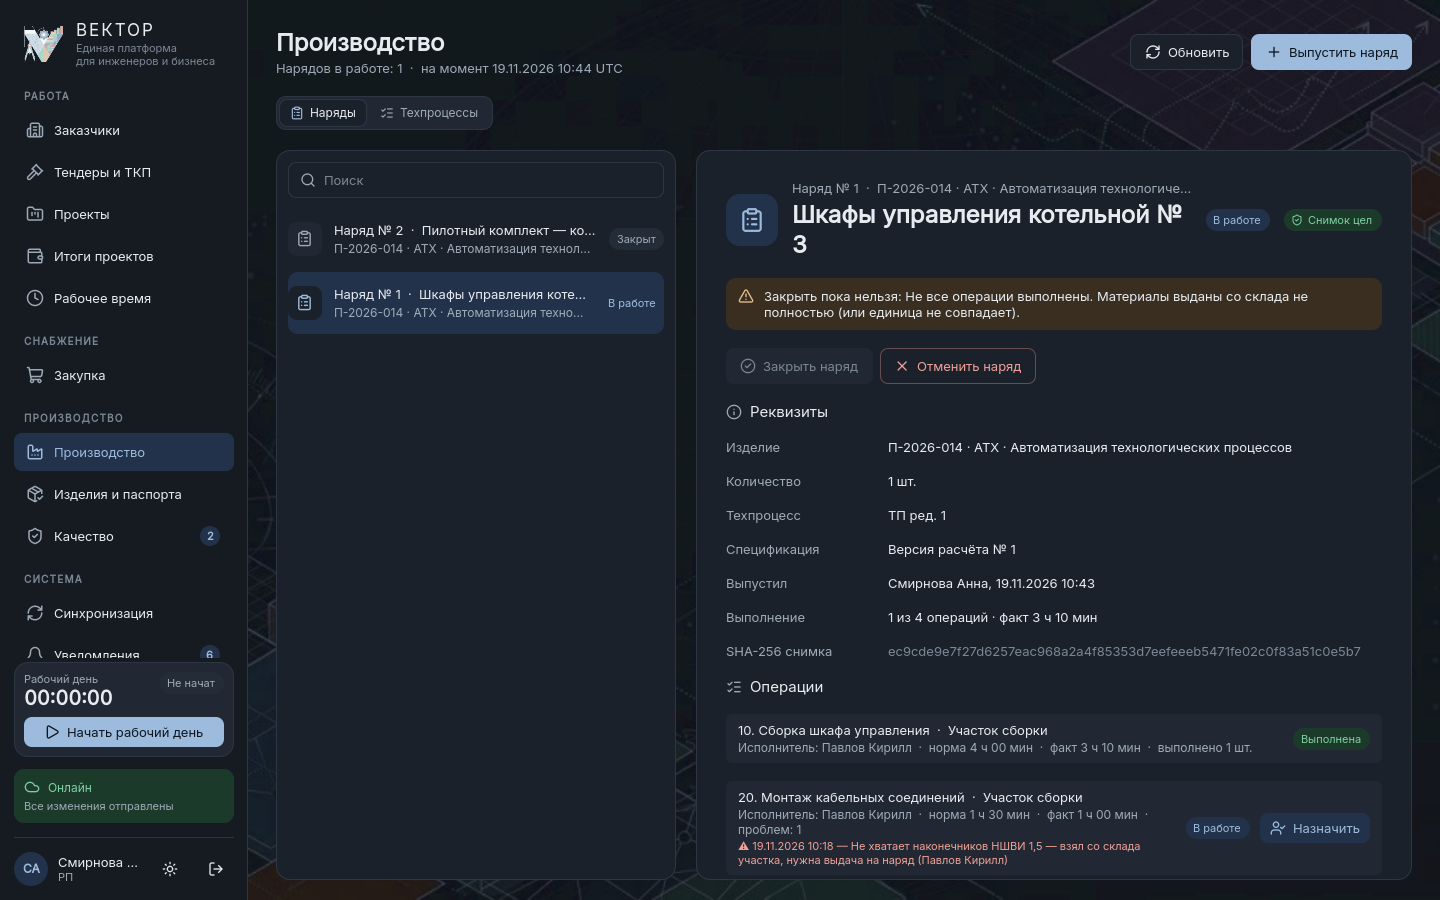 ВЕКТОР
Единая платформа
для инженеров и бизнеса
РАБОТА
Заказчики
Тендеры и ТКП
Проекты
Итоги проектов
Рабочее время
СНАБЖЕНИЕ
Закупка
ПРОИЗВОДСТВО
Производство
Изделия и паспорта
Качество 2
СИСТЕМА
Синхронизация
Уведомления 6
Рабочий день
Не начат
00:00:00
Начать рабочий день
Онлайн
Все изменения отправлены
СА
Смирнова ...
РП
Производство
Нарядов в работе: 1 · на момент 19.11.2026 10:44 UTC
Обновить
Выпустить наряд
Наряды
Техпроцессы
Поиск
Наряд № 2 · Пилотный комплект — ко...
П-2026-014 · АТХ · Автоматизация технол...
Закрыт
Наряд № 1 · Шкафы управления коте...
П-2026-014 · АТХ · Автоматизация техно...
В работе
Наряд № 1 · П-2026-014 · АТХ · Автоматизация технологиче...
Шкафы управления котельной №
3
В работе
Снимок цел
Закрыть пока нельзя: Не все операции выполнены. Материалы выданы со склада не
полностью (или единица не совпадает).
Закрыть наряд
Отменить наряд
Реквизиты
Изделие П-2026-014 · АТХ · Автоматизация технологических процессов
Количество 1 шт.
Техпроцесс ТП ред. 1
Спецификация Версия расчёта № 1
Выпустил Смирнова Анна, 19.11.2026 10:43
Выполнение 1 из 4 операций · факт 3 ч 10 мин
SHA-256 снимка ec9cde9e7f27d6257eac968a2a4f85353d7eefeeeb5471fe02c0f83a51c0e5b7
Операции
10. Сборка шкафа управления · Участок сборки
Исполнитель: Павлов Кирилл · норма 4 ч 00 мин · факт 3 ч 10 мин · выполнено 1 шт.
Выполнена
20. Монтаж кабельных соединений · Участок сборки
Исполнитель: Павлов Кирилл · норма 1 ч 30 мин · факт 1 ч 00 мин ·
проблем: 1
⚠ 19.11.2026 10:18 — Не хватает наконечников НШВИ 1,5 — взял со склада
участка, нужна выдача на наряд (Павлов Кирилл)
В работе
Назначить